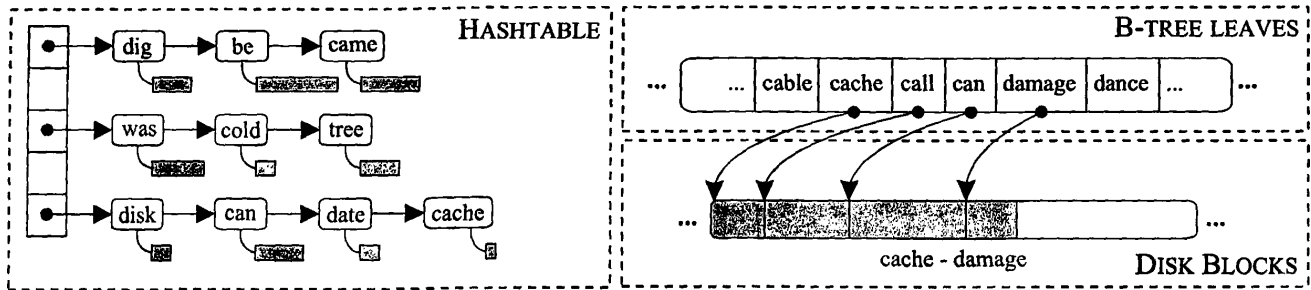 HASHTABLE
dig be came
was cold tree
disk can date cache
B-TREE LEAVES
... ... cable cache call can damage dance ... ...
... ...
cache - damage
DISK BLOCKS